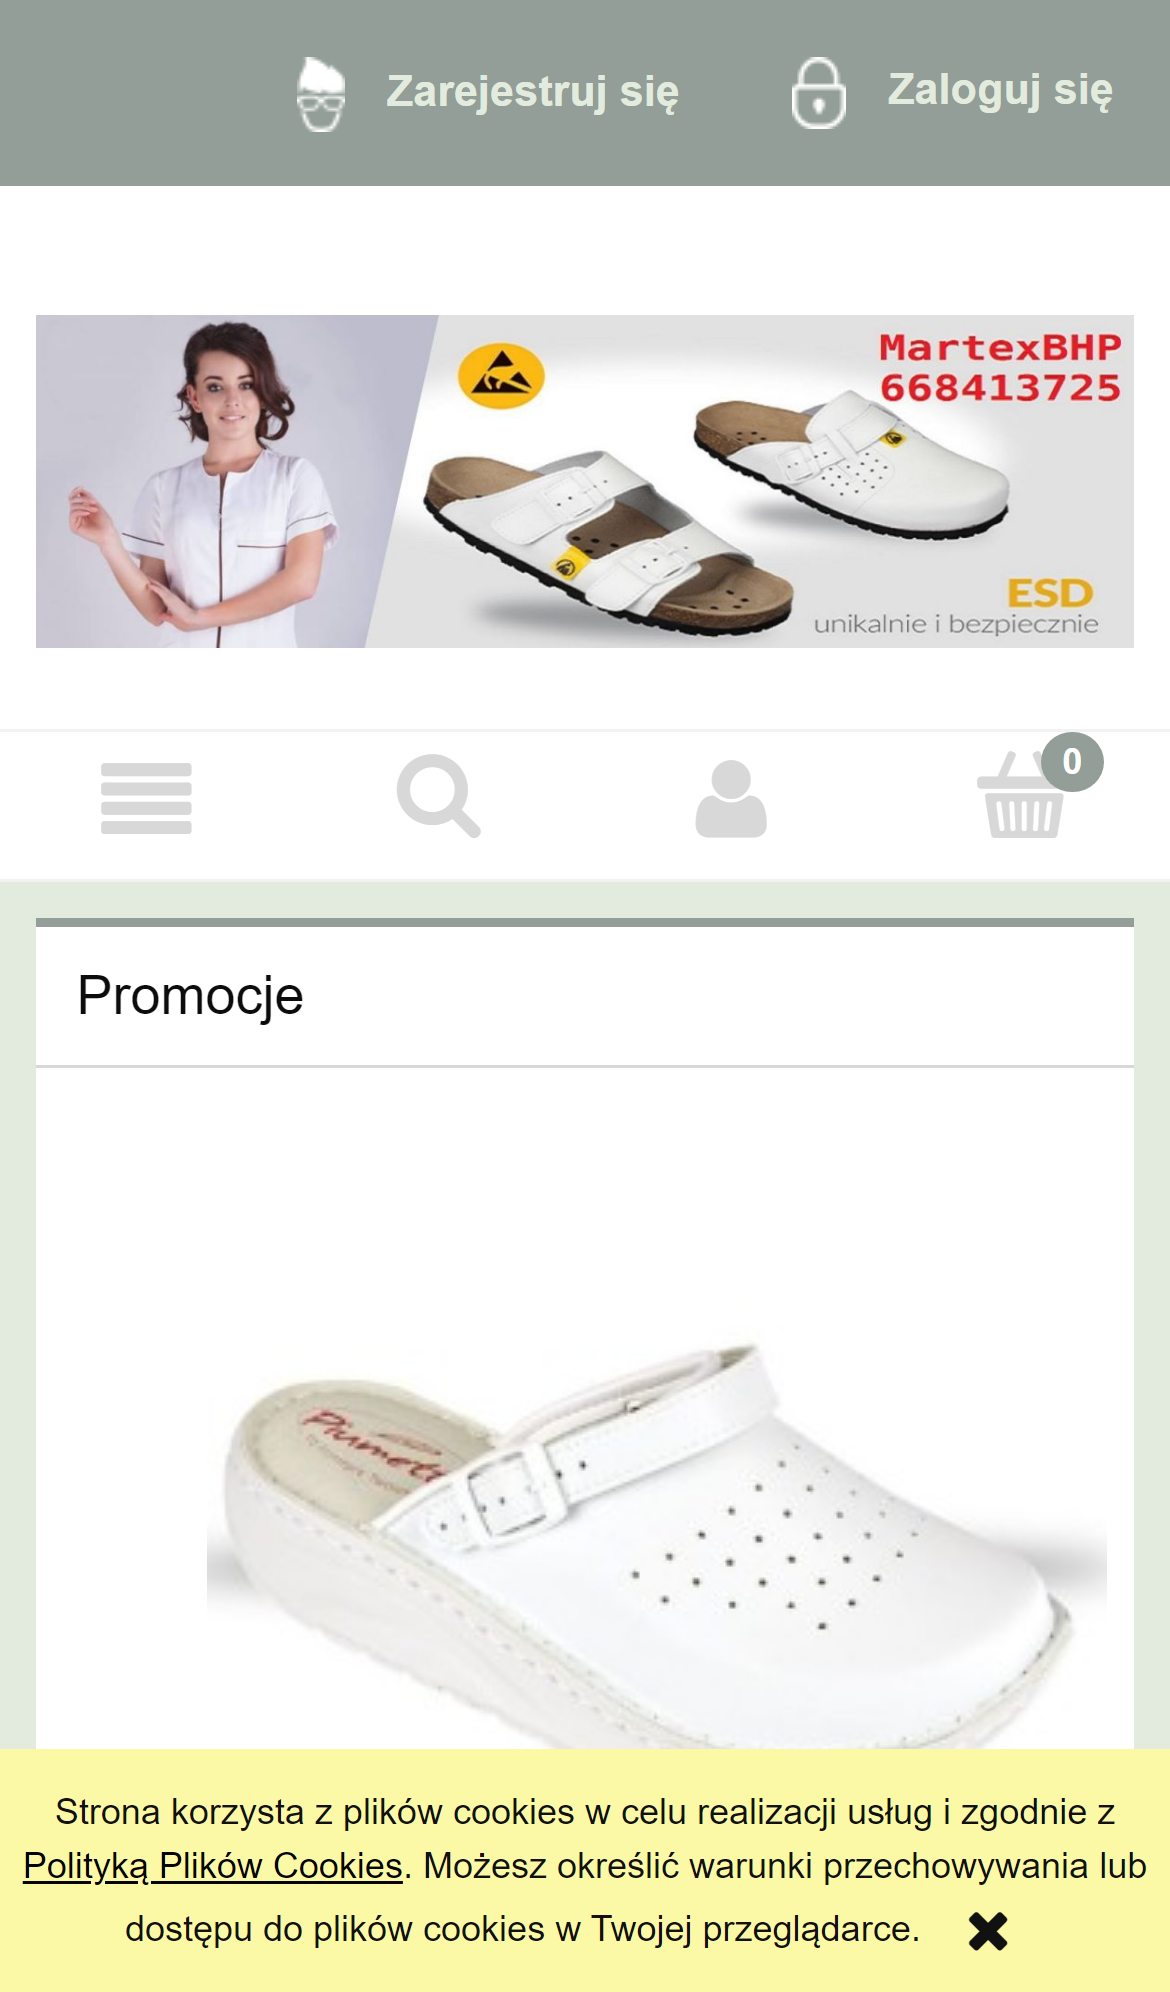 Zarejestruj się
Zaloguj się
MartexBHP
668413725
ESD
unikalnie i bezpiecznie
0
Promocje
Strona korzysta z plików cookies w celu realizacji usług i zgodnie z
Polityką Plików Cookies. Możesz określić warunki przechowywania lub
dostępu do plików cookies w Twojej przeglądarce.